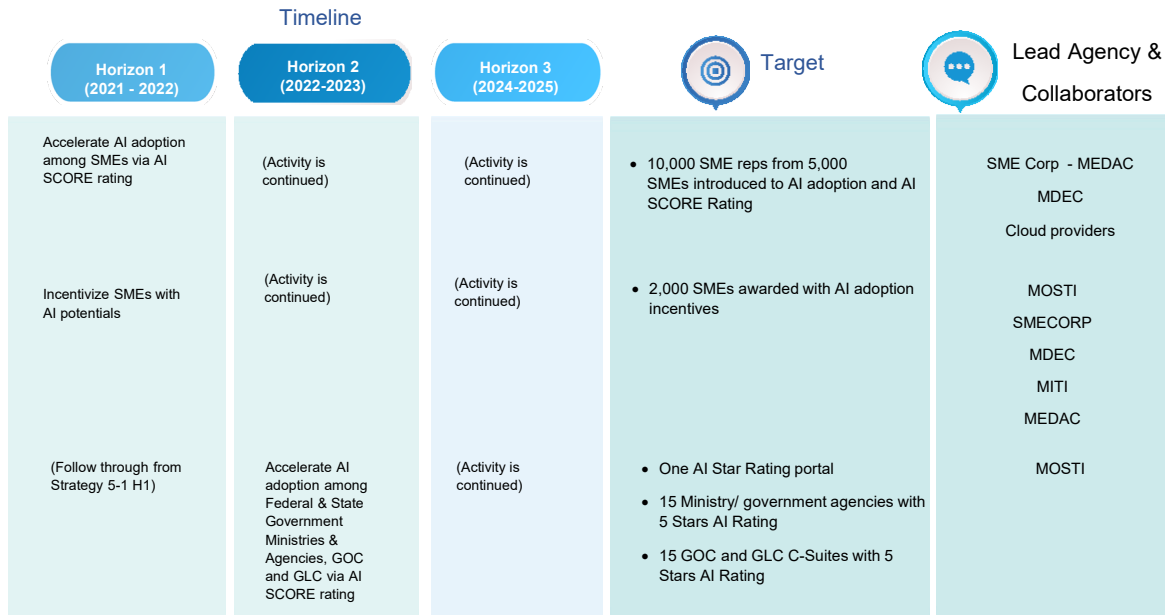 Timeline
Horizon 1
(2021 - 2022)
Horizon 2
(2022-2023)
Horizon 3
(2024-2025)
Target
Lead Agency &
Collaborators
Accelerate AI adoption
among SMEs via AI
SCORE rating
(Activity is
continued)
(Activity is
continued)
• 10,000 SME reps from 5,000
SMEs introduced to AI adoption and AI
SCORE Rating
SME Corp - MEDAC
MDEC
Cloud providers
Incentivize SMEs with
AI potentials
(Activity is
continued)
(Activity is
continued)
• 2,000 SMEs awarded with AI adoption
incentives
MOSTI
SMECORP
MDEC
MITI
MEDAC
(Follow through from
Strategy 5-1 H1)
Accelerate AI
adoption among
Federal & State
Government
Ministries &
Agencies, GOC
and GLC via AI
SCORE rating
(Activity is
continued)
• One AI Star Rating portal
• 15 Ministry/ government agencies with
5 Stars AI Rating
• 15 GOC and GLC C-Suites with 5
Stars AI Rating
MOSTI